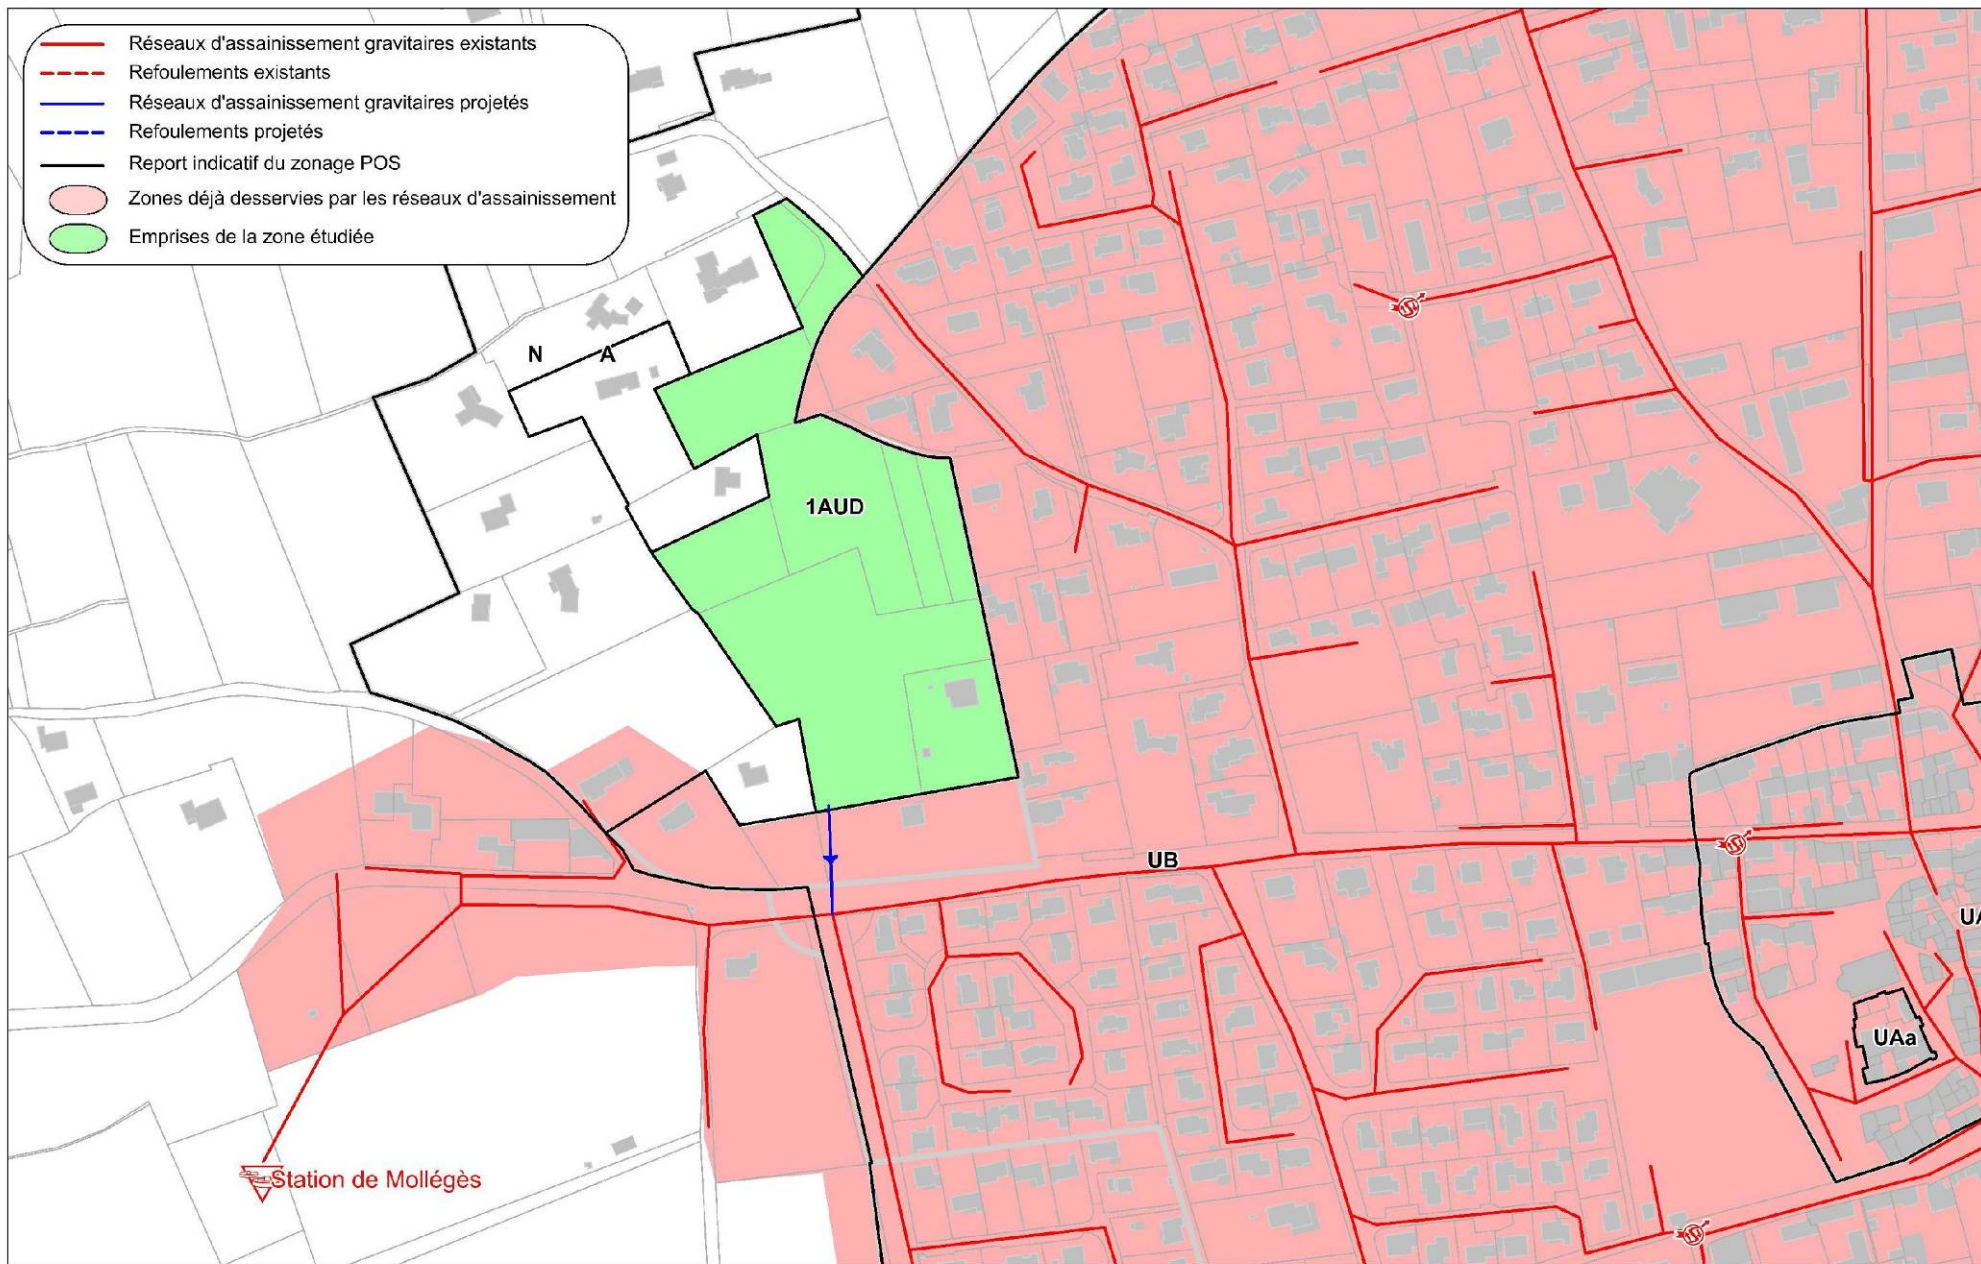 Réseaux d'assainissement gravitaires existants
Refoulements existants
Réseaux d'assainissement gravitaires projetés
Refoulements projetés
Report indicatif du zonage POS
Zones déjà desservies par les réseaux d'assainissement
Emprises de la zone étudiée
N A
1AUD
UB
UA
UAa
Station de Mollégès